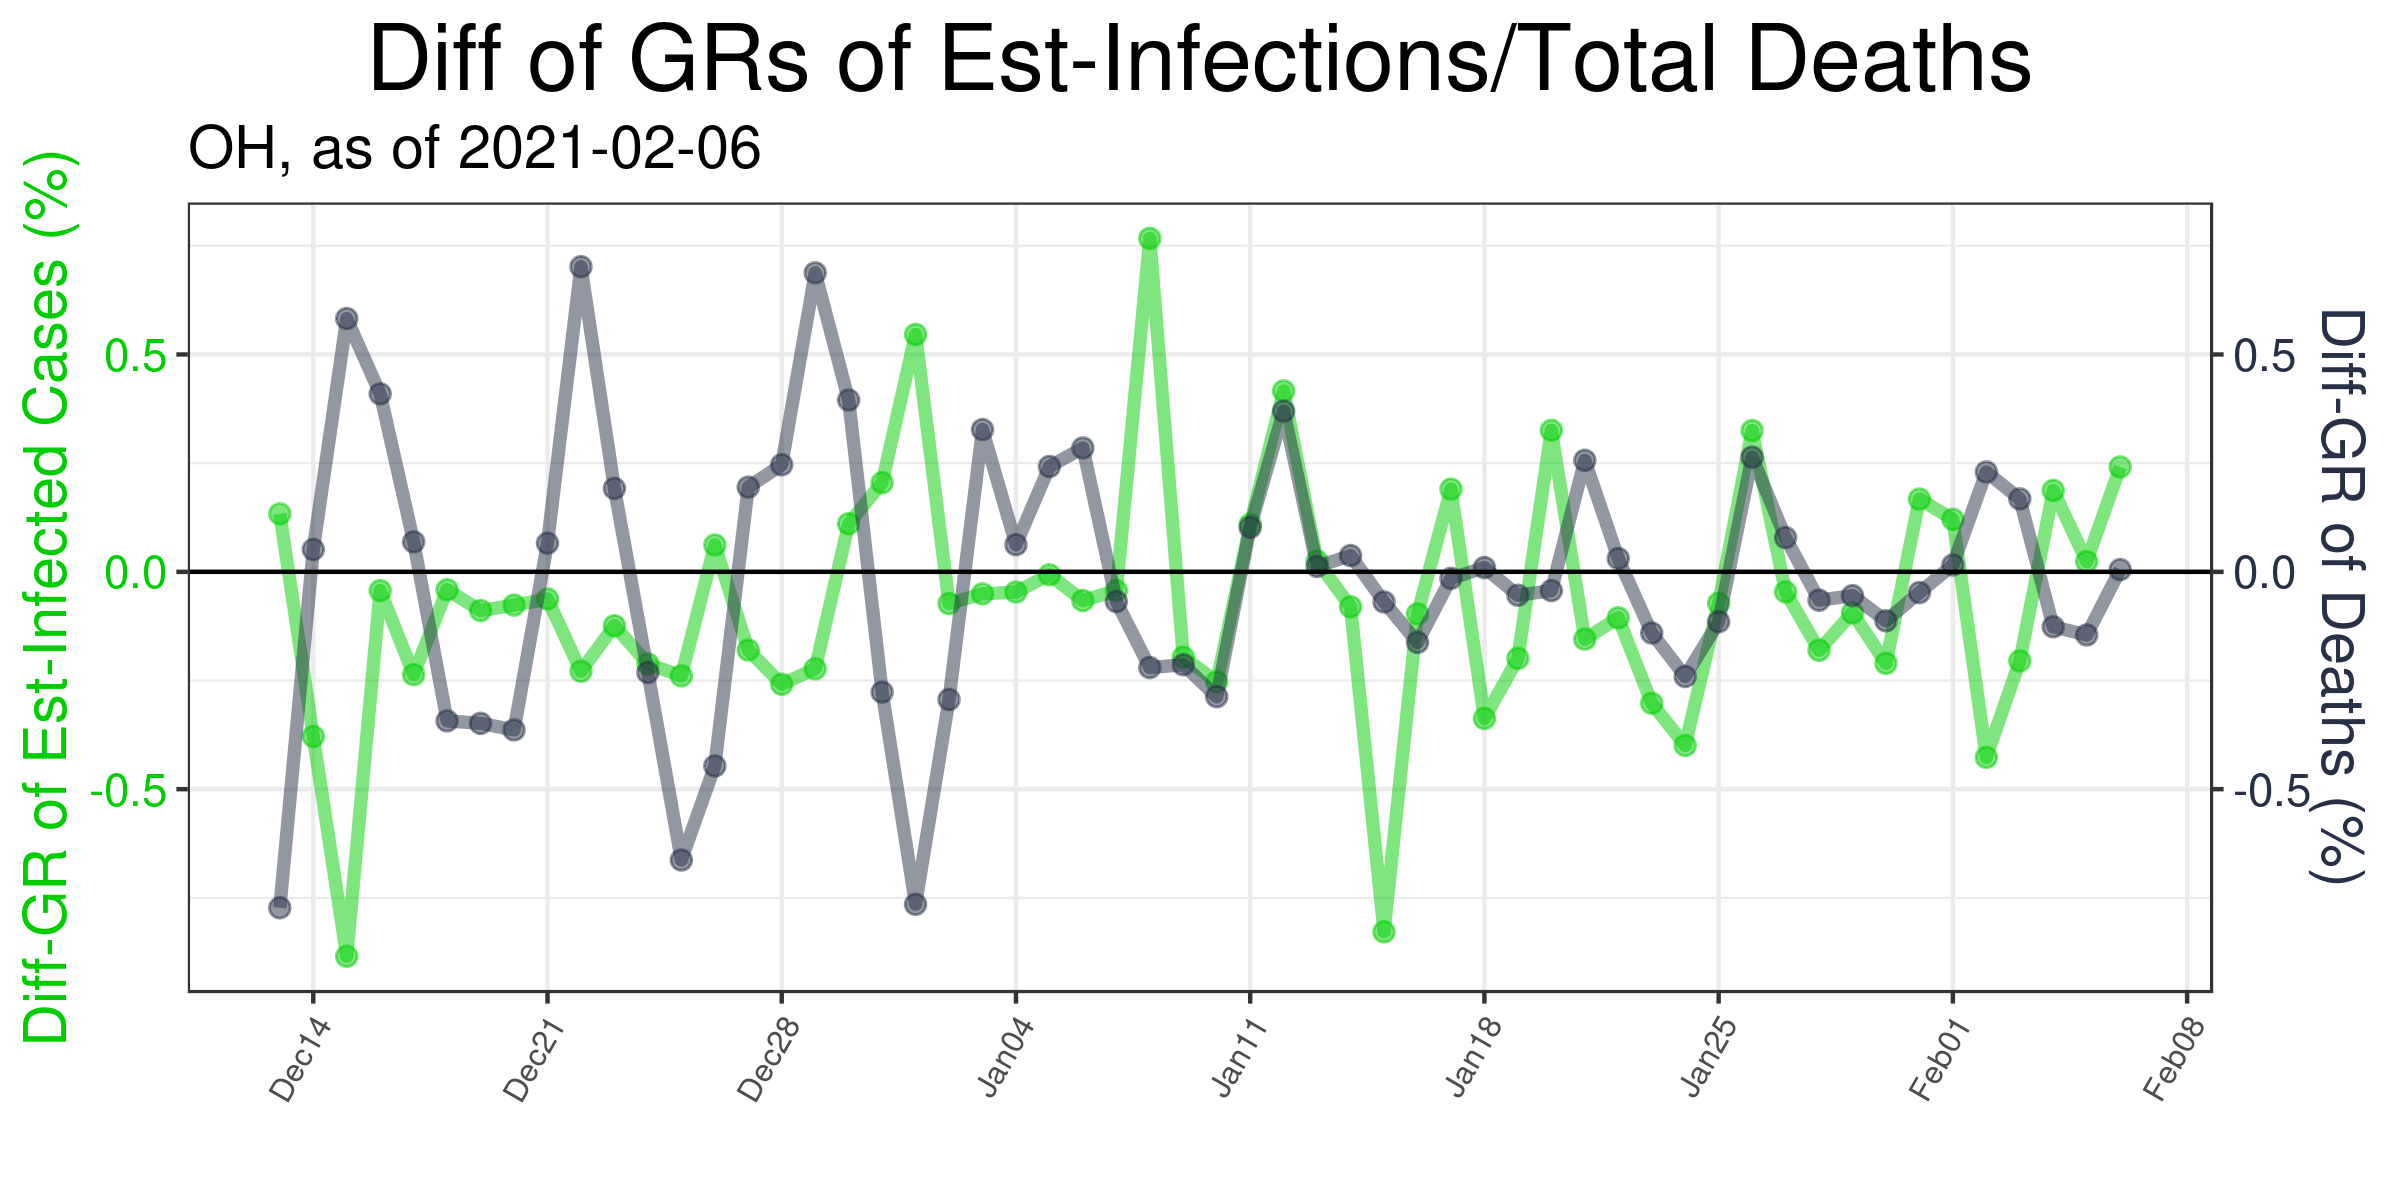 Diff of GRs of Est-Infections/Total Deaths
OH, as of 2021-02-06
Diff-GR of Est-Infected Cases (%)
0.5
0.0
-0.5
0.5
0.0
-0.5
Diff-GR of Deaths (%)
Dec14
Dec21
Dec28
Jan04
Jan11
Jan18
Jan25
Feb01
Feb08